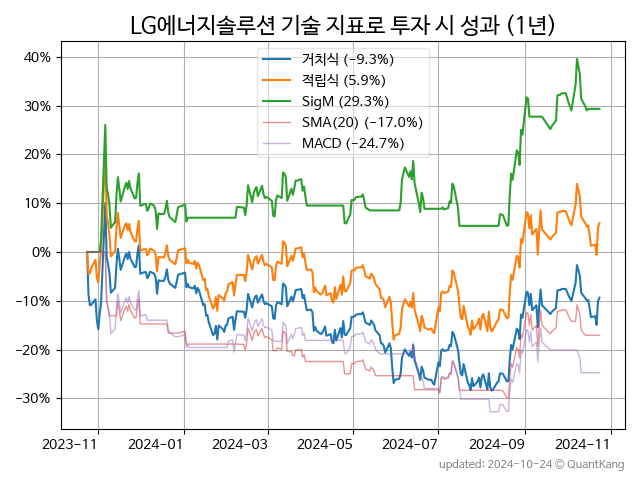 LG에너지솔루션 기술 지표로 투자 시 성과 (1년)
거치식 (−9.3%)
적립식 (5.9%)
SigM (29.3%)
SMA(20) (−17.0%)
MACD (−24.7%)
40%
30%
20%
10%
0%
−10%
−20%
−30%
2023-11 2024-01 2024-03 2024-05 2024-07 2024-09 2024-11
updated: 2024-10-24 © QuantKang